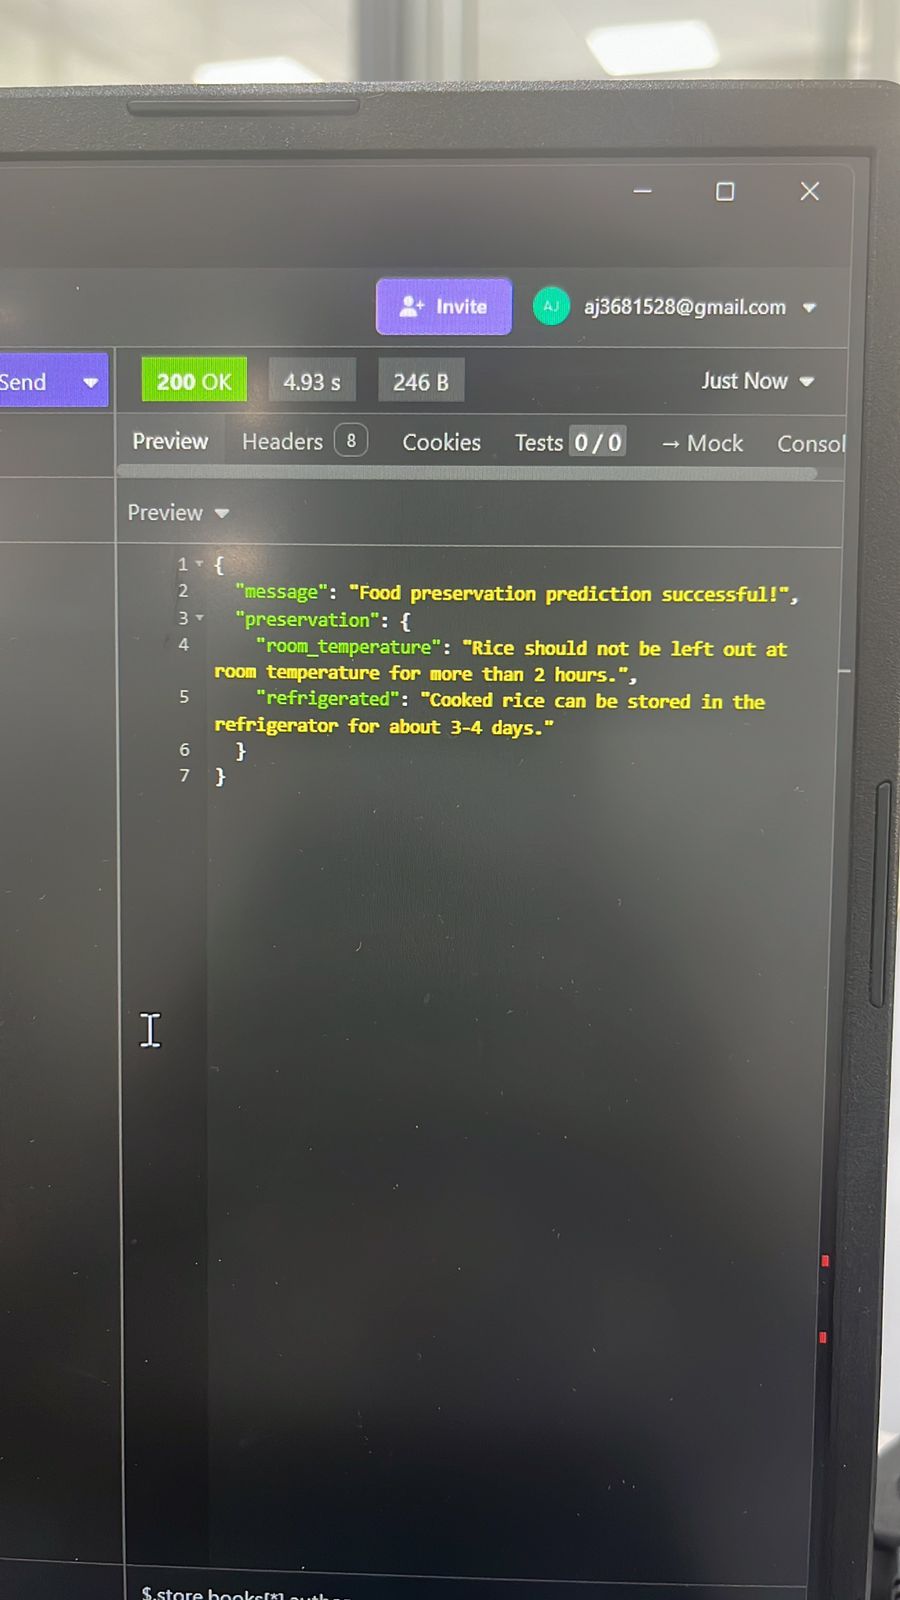 Invite
AJ
aj3681528@gmail.com
Send
200 OK
4.93 s
246 B
Just Now
Preview
Headers 8
Cookies
Tests 0 / 0
→ Mock
Consol
Preview
1 {
2 "message": "Food preservation prediction successful!",
3 "preservation": {
4 "room_temperature": "Rice should not be left out at
room temperature for more than 2 hours.",
5 "refrigerated": "Cooked rice can be stored in the
refrigerator for about 3-4 days."
6 }
7 }
$.store.books[*].author